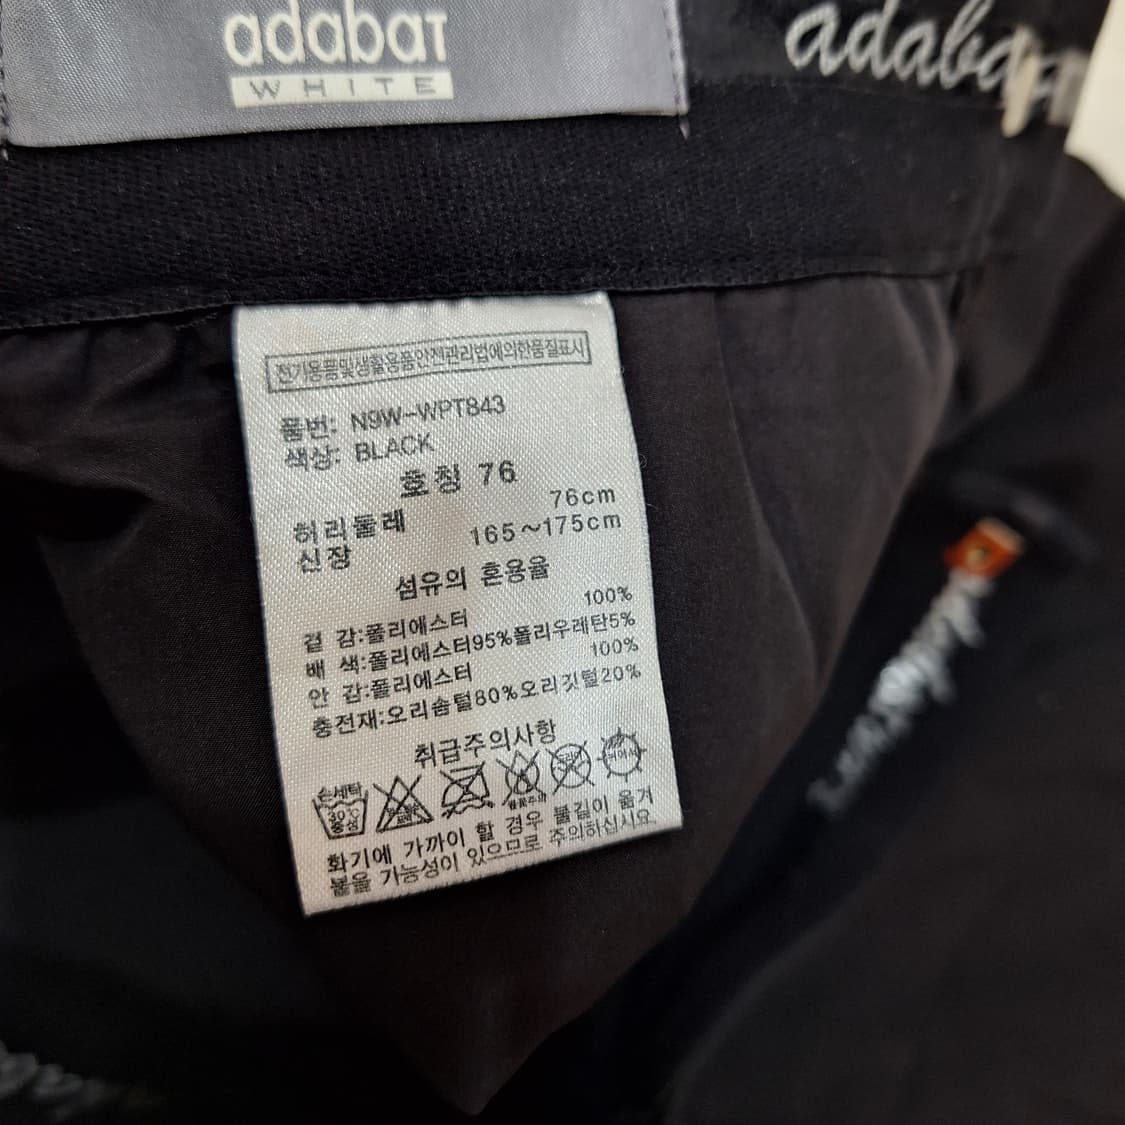 adabat
WHITE
adabat
전기용품및생활용품안전관리법에의한품질표시
품번: N9W-WPT843
색상: BLACK
호칭 76
허리둘레 76cm
신장 165~175cm
섬유의 혼용율
겉 감:폴리에스터 100%
배 색:폴리에스터95%폴리우레탄5%
안 감:폴리에스터 100%
충전재:오리솜털80%오리깃털20%
취급주의사항
손세탁
30℃
중성
화기에 가까이 할 경우 불길이 옮겨
붙을 가능성이 있으므로 주의하십시요.